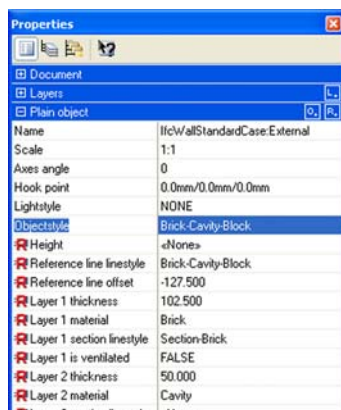 Properties
Document
Layers L.
Plain object O. R.
Name IfcWallStandardCase:External
Scale 1:1
Axes angle 0
Hook point 0.0mm/0.0mm/0.0mm
Lightstyle NONE
Objectstyle Brick-Cavity-Block
R Height «None»
R Reference line linestyle Brick-Cavity-Block
R Reference line offset -127.500
R Layer 1 thickness 102.500
R Layer 1 material Brick
R Layer 1 section linestyle Section-Brick
R Layer 1 is ventilated FALSE
R Layer 2 thickness 50.000
R Layer 2 material Cavity